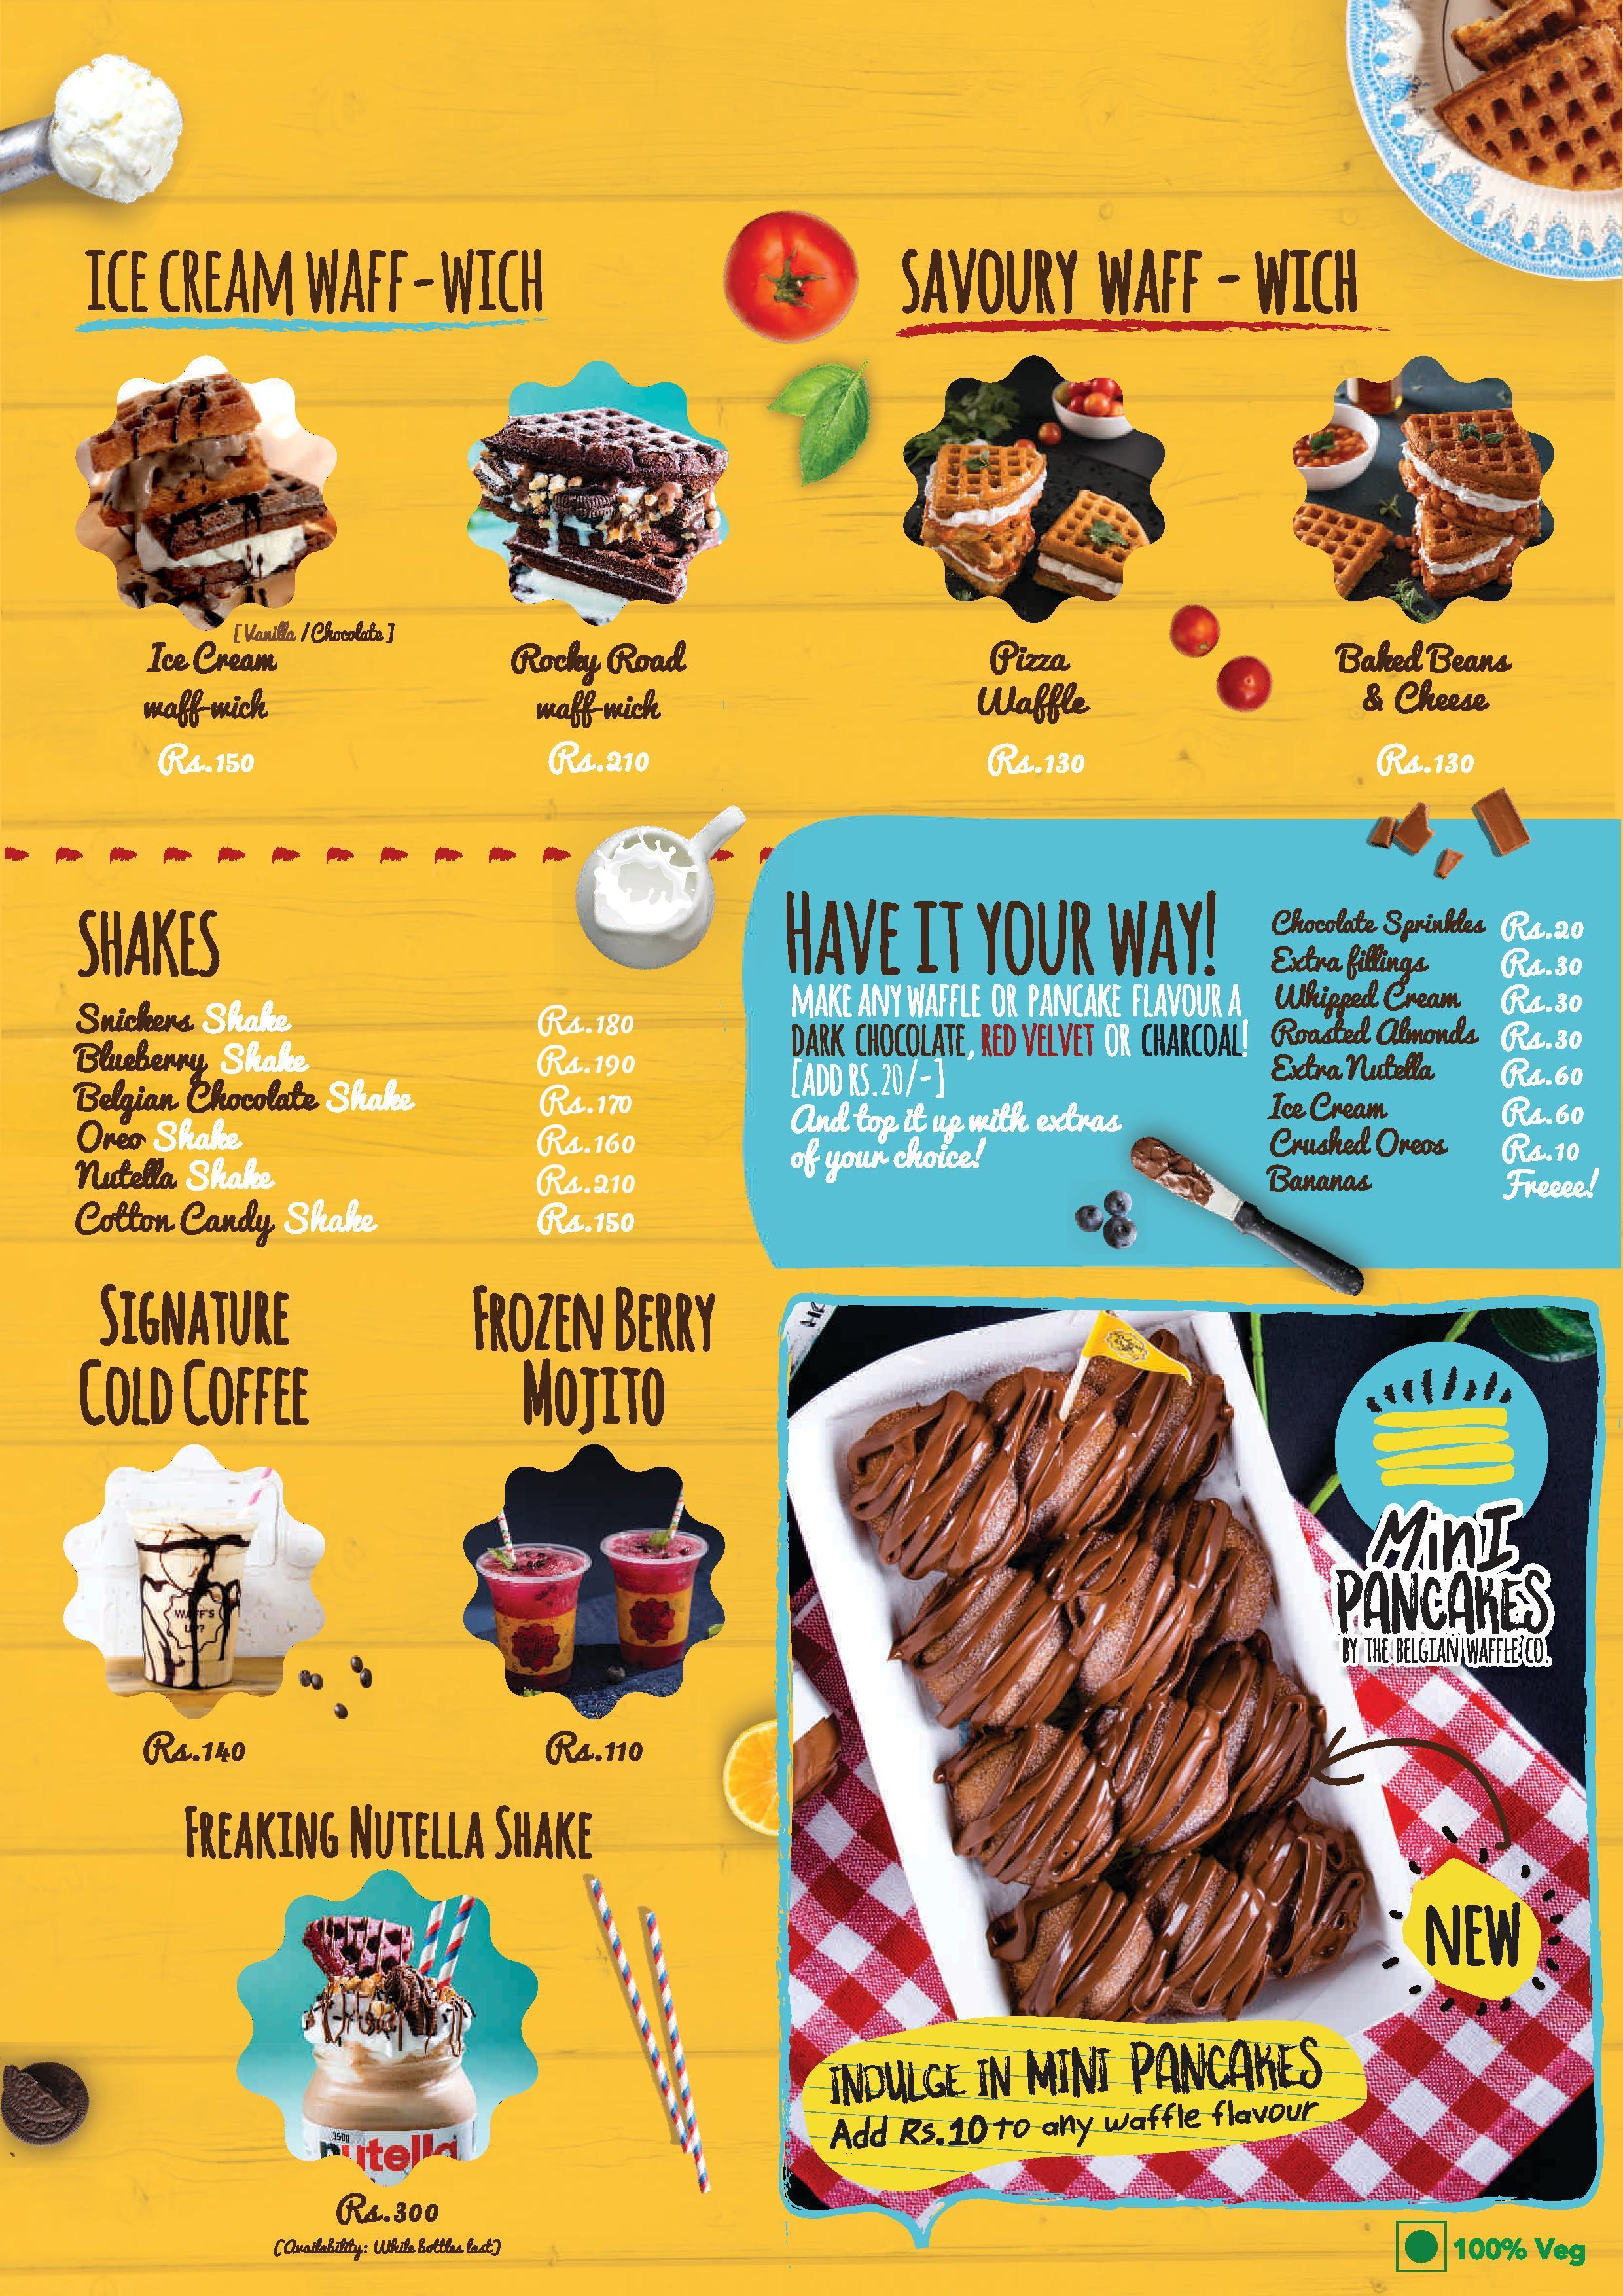 ICE CREAM WAFF-WICH
[Vanilla /Chocolate]
Ice Cream
waff-wich
Rs.150
Rocky Road
waff-wich
Rs.210
SAVOURY WAFF - WICH
Pizza
Waffle
Rs.130
Baked Beans
& Cheese
Rs.130
SHAKES
Snickers Shake Rs.180
Blueberry Shake Rs.190
Belgian Chocolate Shake Rs.170
Oreo Shake Rs.160
Nutella Shake Rs.210
Cotton Candy Shake Rs.150
HAVE IT YOUR WAY!
MAKE ANY WAFFLE OR PANCAKE FLAVOUR A
DARK CHOCOLATE, RED VELVET OR CHARCOAL!
[ADD RS.20/-]
And top it up with extras
of your choice!
Chocolate Sprinkles Rs.20
Extra fillings Rs.30
Whipped Cream Rs.30
Roasted Almonds Rs.30
Extra Nutella Rs.60
Ice Cream Rs.60
Crushed Oreos Rs.10
Bananas Freeee!
SIGNATURE
COLD COFFEE
WAFF'S
UP?
Rs.140
FROZEN BERRY
MOJITO
Rs.110
FREAKING NUTELLA SHAKE
350g
nutella
Rs.300
(Availability: While bottles last)
MinI
PANCAKES
BY THE BELGIAN WAFFLE CO.
NEW
INDULGE IN MINI PANCAKES
Add Rs.10 to any waffle flavour
100% Veg